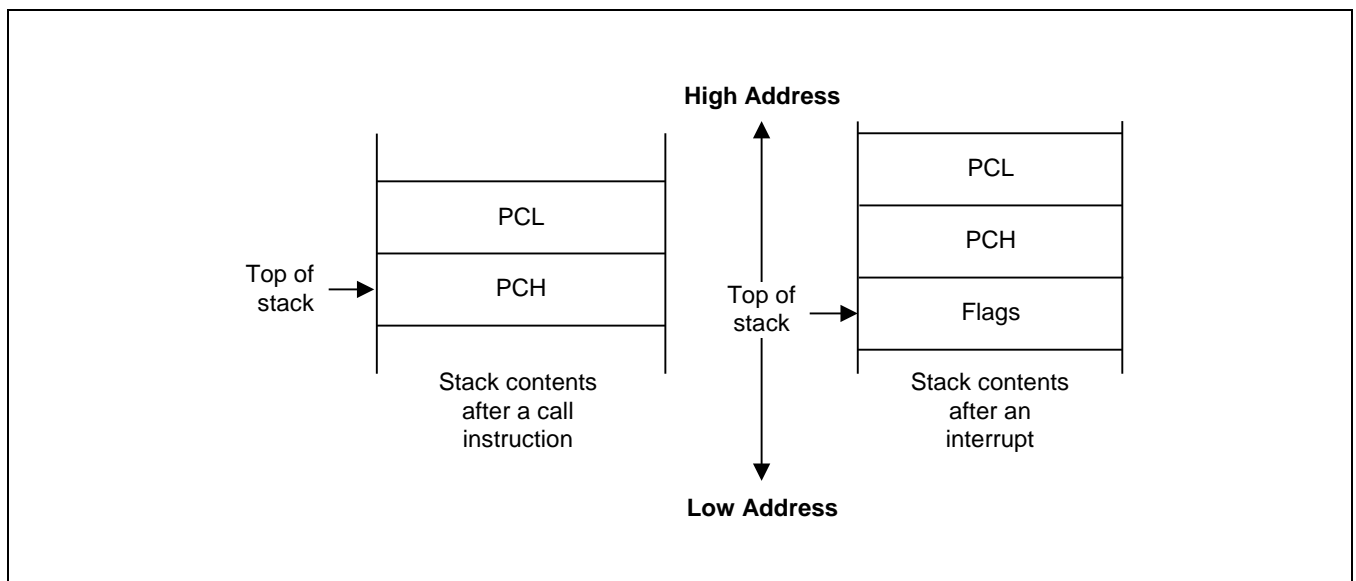 High Address
PCL
PCH
Top of
stack
Stack contents
after a call
instruction
Top of
stack
PCL
PCH
Flags
Stack contents
after an
interrupt
Low Address